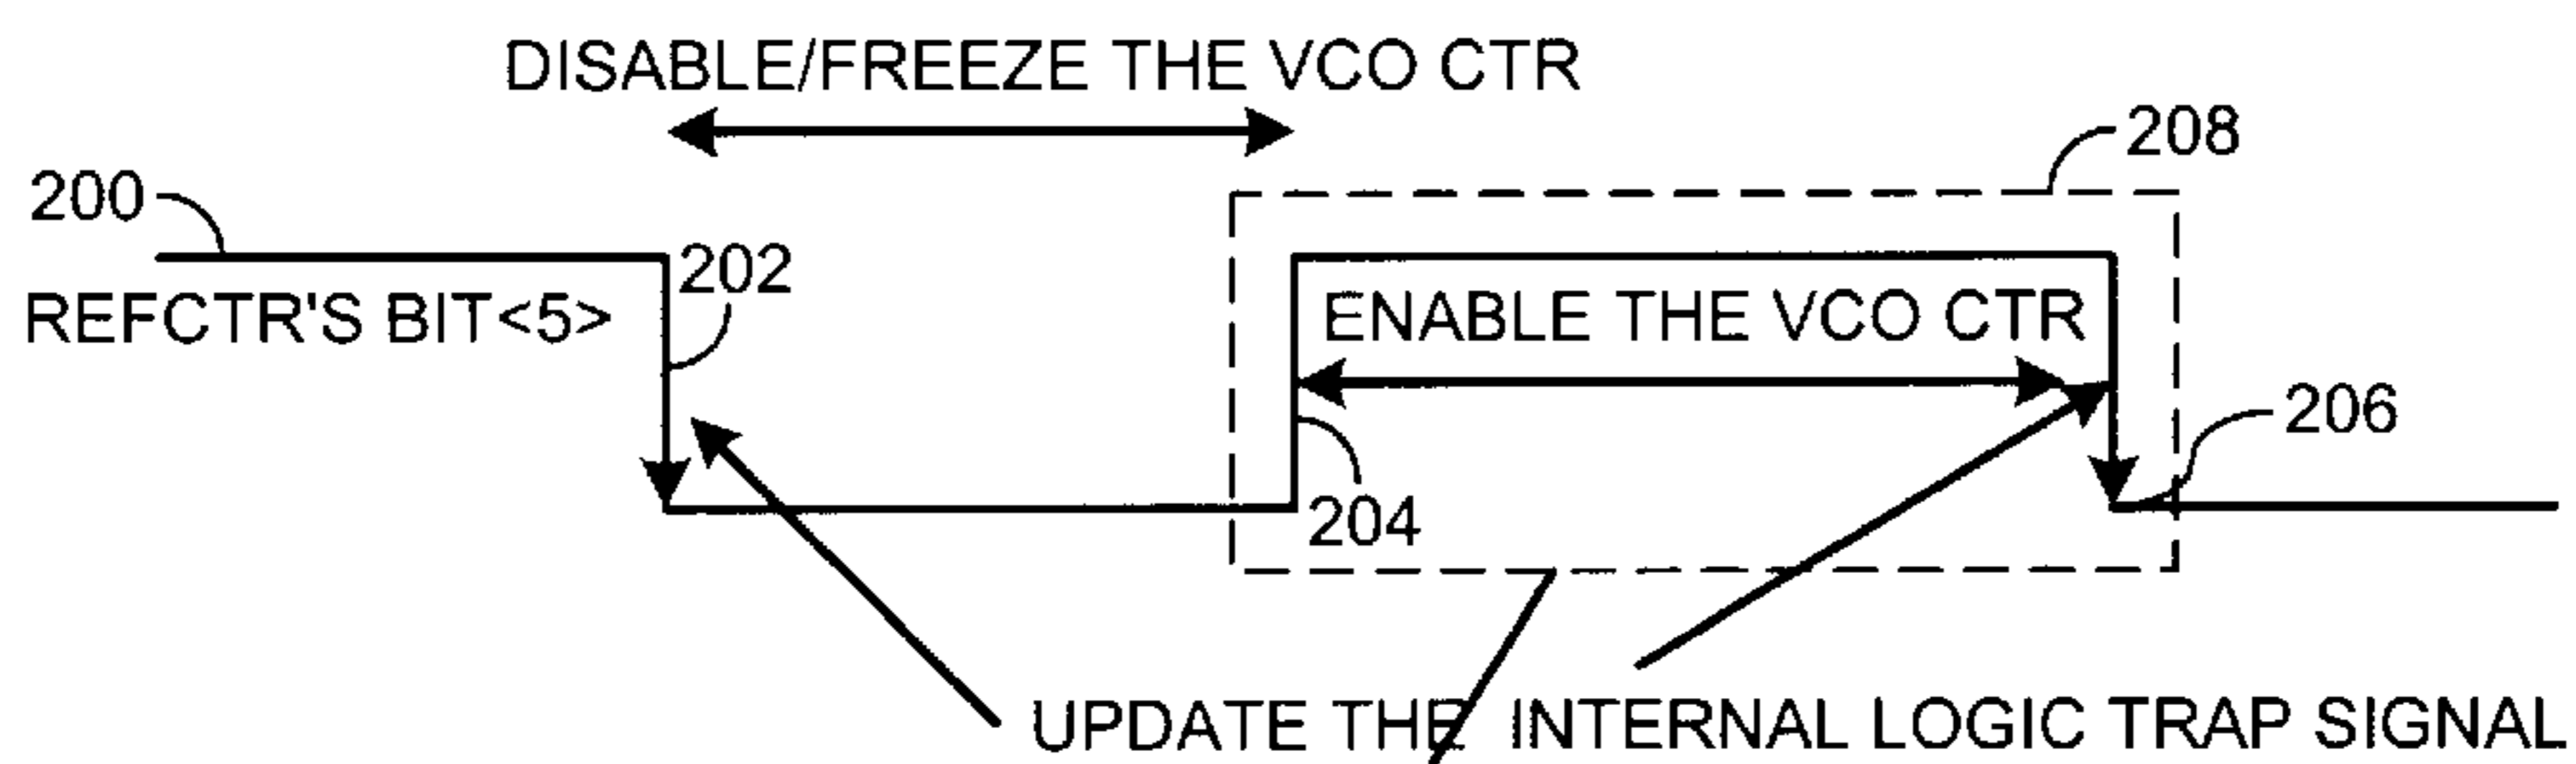 DISABLE/FREEZE THE VCO CTR
208
200
202
REFCTR'S BIT<5>
ENABLE THE VCO CTR
206
204
UPDATE THE INTERNAL LOGIC TRAP SIGNAL